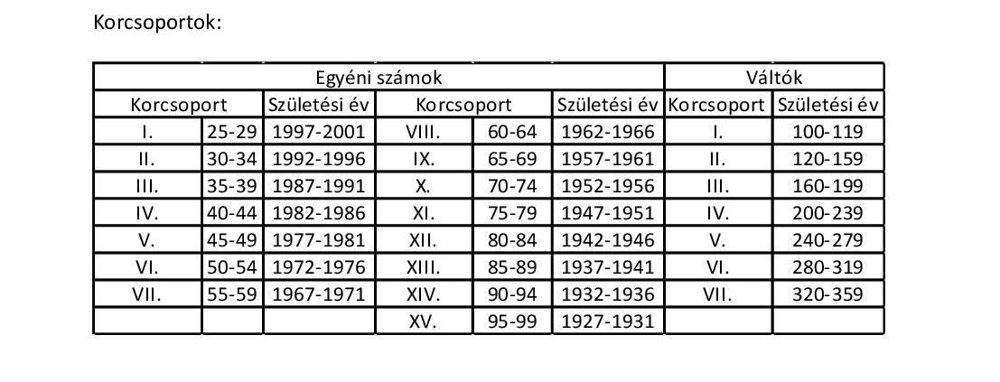 Korcsoportok:
Egyéni számok Váltók
Korcsoport Születési év Korcsoport Születési év Korcsoport Születési év
I. 25-29 1997-2001 VIII. 60-64 1962-1966 I. 100-119
II. 30-34 1992-1996 IX. 65-69 1957-1961 II. 120-159
III. 35-39 1987-1991 X. 70-74 1952-1956 III. 160-199
IV. 40-44 1982-1986 XI. 75-79 1947-1951 IV. 200-239
V. 45-49 1977-1981 XII. 80-84 1942-1946 V. 240-279
VI. 50-54 1972-1976 XIII. 85-89 1937-1941 VI. 280-319
VII. 55-59 1967-1971 XIV. 90-94 1932-1936 VII. 320-359
XV. 95-99 1927-1931